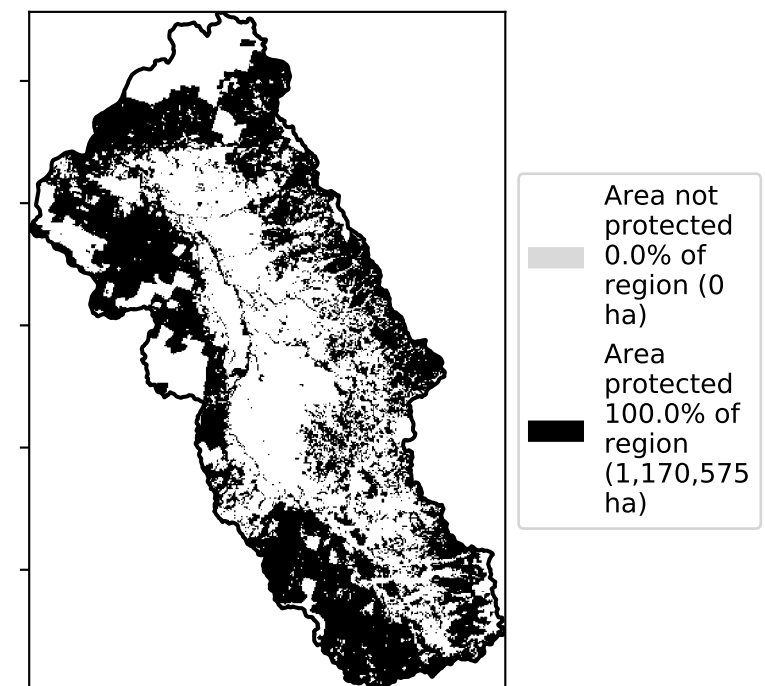 Area not
protected
0.0% of
region (0
ha)
Area
protected
100.0% of
region
(1,170,575
ha)